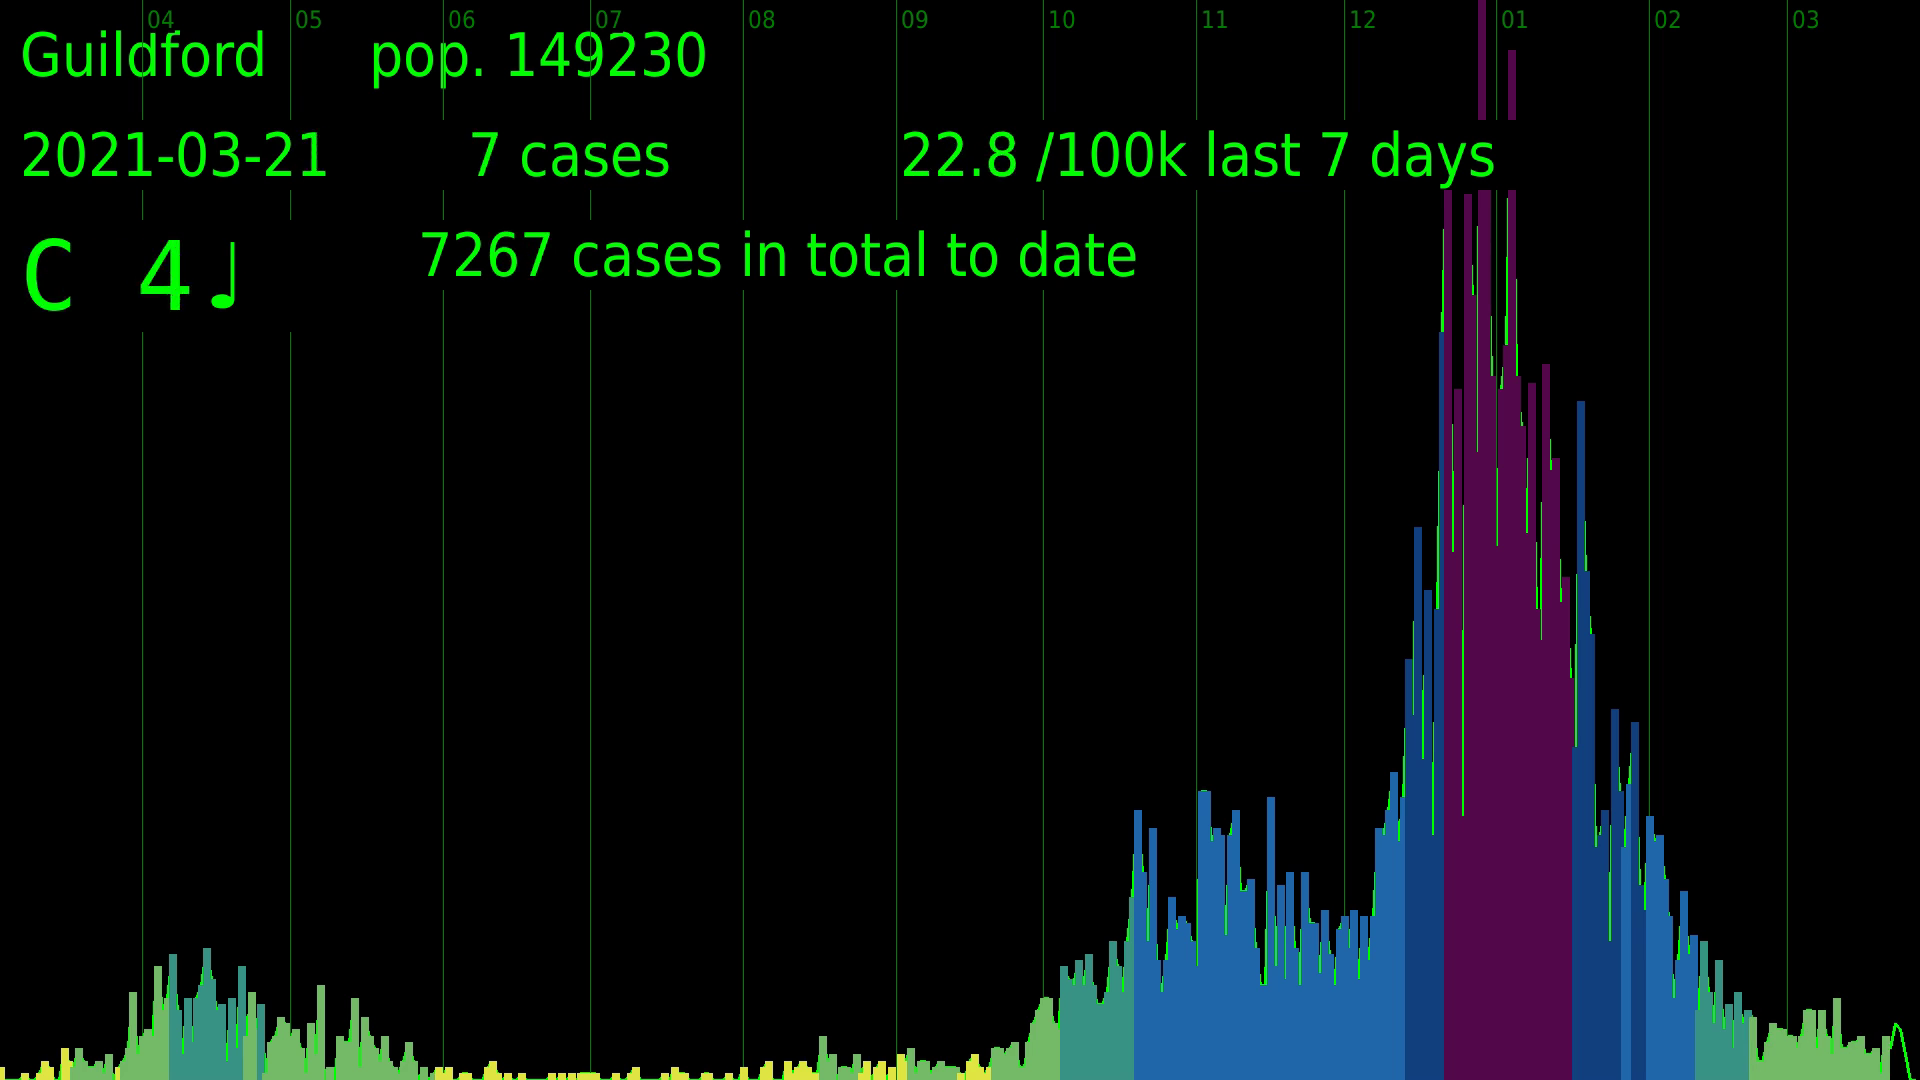 04 05 06 07 08 09 10 11 12 01 02 03
Guildford pop. 149230
2021-03-21 7 cases 22.8 /100k last 7 days
C 4♩ 7267 cases in total to date